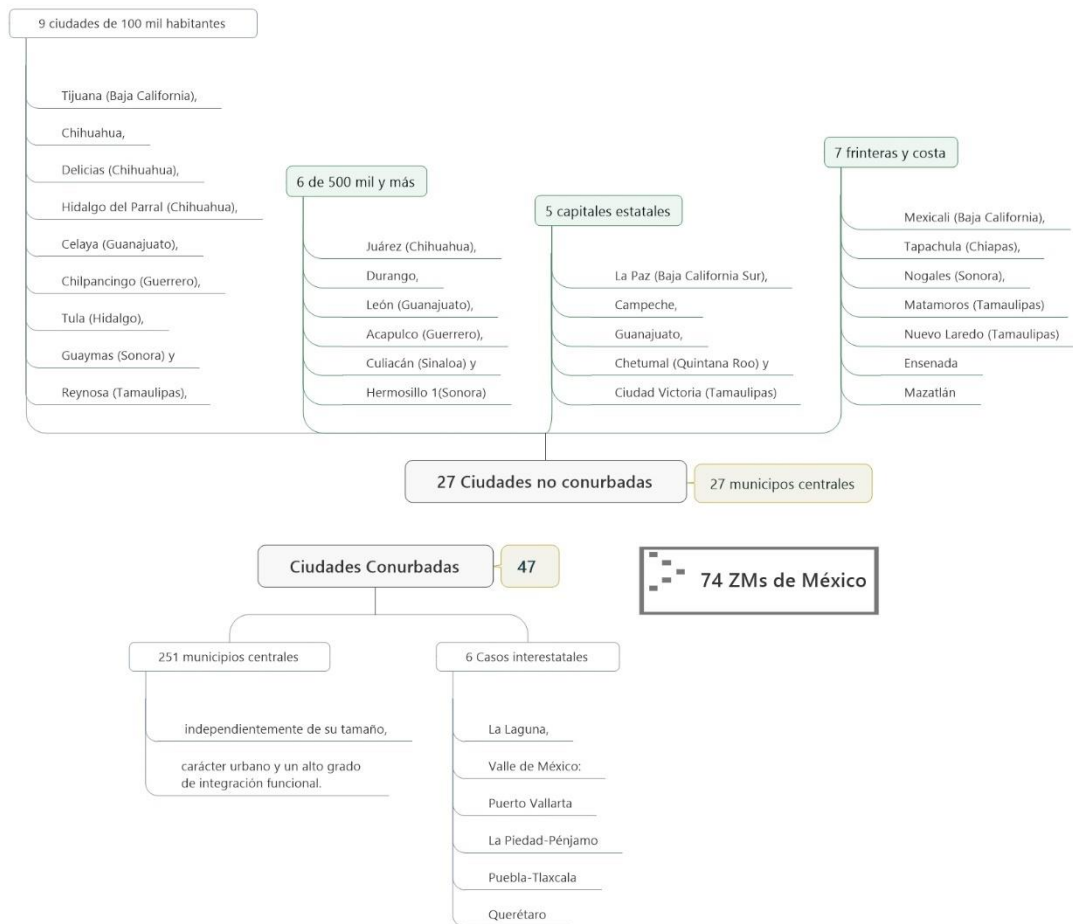 9 ciudades de 100 mil habitantes
Tijuana (Baja California),
Chihuahua,
Delicias (Chihuahua),
Hidalgo del Parral (Chihuahua),
Celaya (Guanajuato),
Chilpancingo (Guerrero),
Tula (Hidalgo),
Guaymas (Sonora) y
Reynosa (Tamaulipas),
6 de 500 mil y más
Juárez (Chihuahua),
Durango,
León (Guanajuato),
Acapulco (Guerrero),
Culiacán (Sinaloa) y
Hermosillo 1(Sonora)
5 capitales estatales
La Paz (Baja California Sur),
Campeche,
Guanajuato,
Chetumal (Quintana Roo) y
Ciudad Victoria (Tamaulipas)
7 frinteras y costa
Mexicali (Baja California),
Tapachula (Chiapas),
Nogales (Sonora),
Matamoros (Tamaulipas)
Nuevo Laredo (Tamaulipas)
Ensenada
Mazatlán
27 Ciudades no conurbadas
27 municipos centrales
Ciudades Conurbadas
47
74 ZMs de México
251 municipios centrales
independientemente de su tamaño,
carácter urbano y un alto grado
de integración funcional.
6 Casos interestatales
La Laguna,
Valle de México:
Puerto Vallarta
La Piedad-Pénjamo
Puebla-Tlaxcala
Querétaro